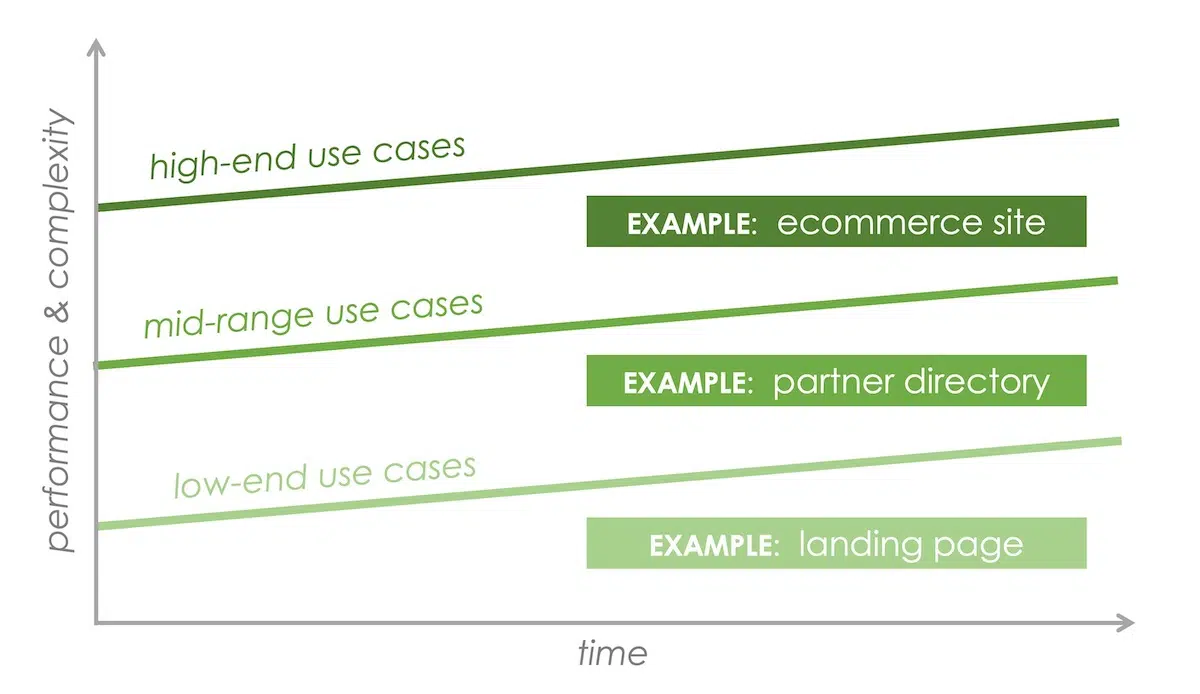 performance & complexity
high-end use cases
EXAMPLE: ecommerce site
mid-range use cases
EXAMPLE: partner directory
low-end use cases
EXAMPLE: landing page
time